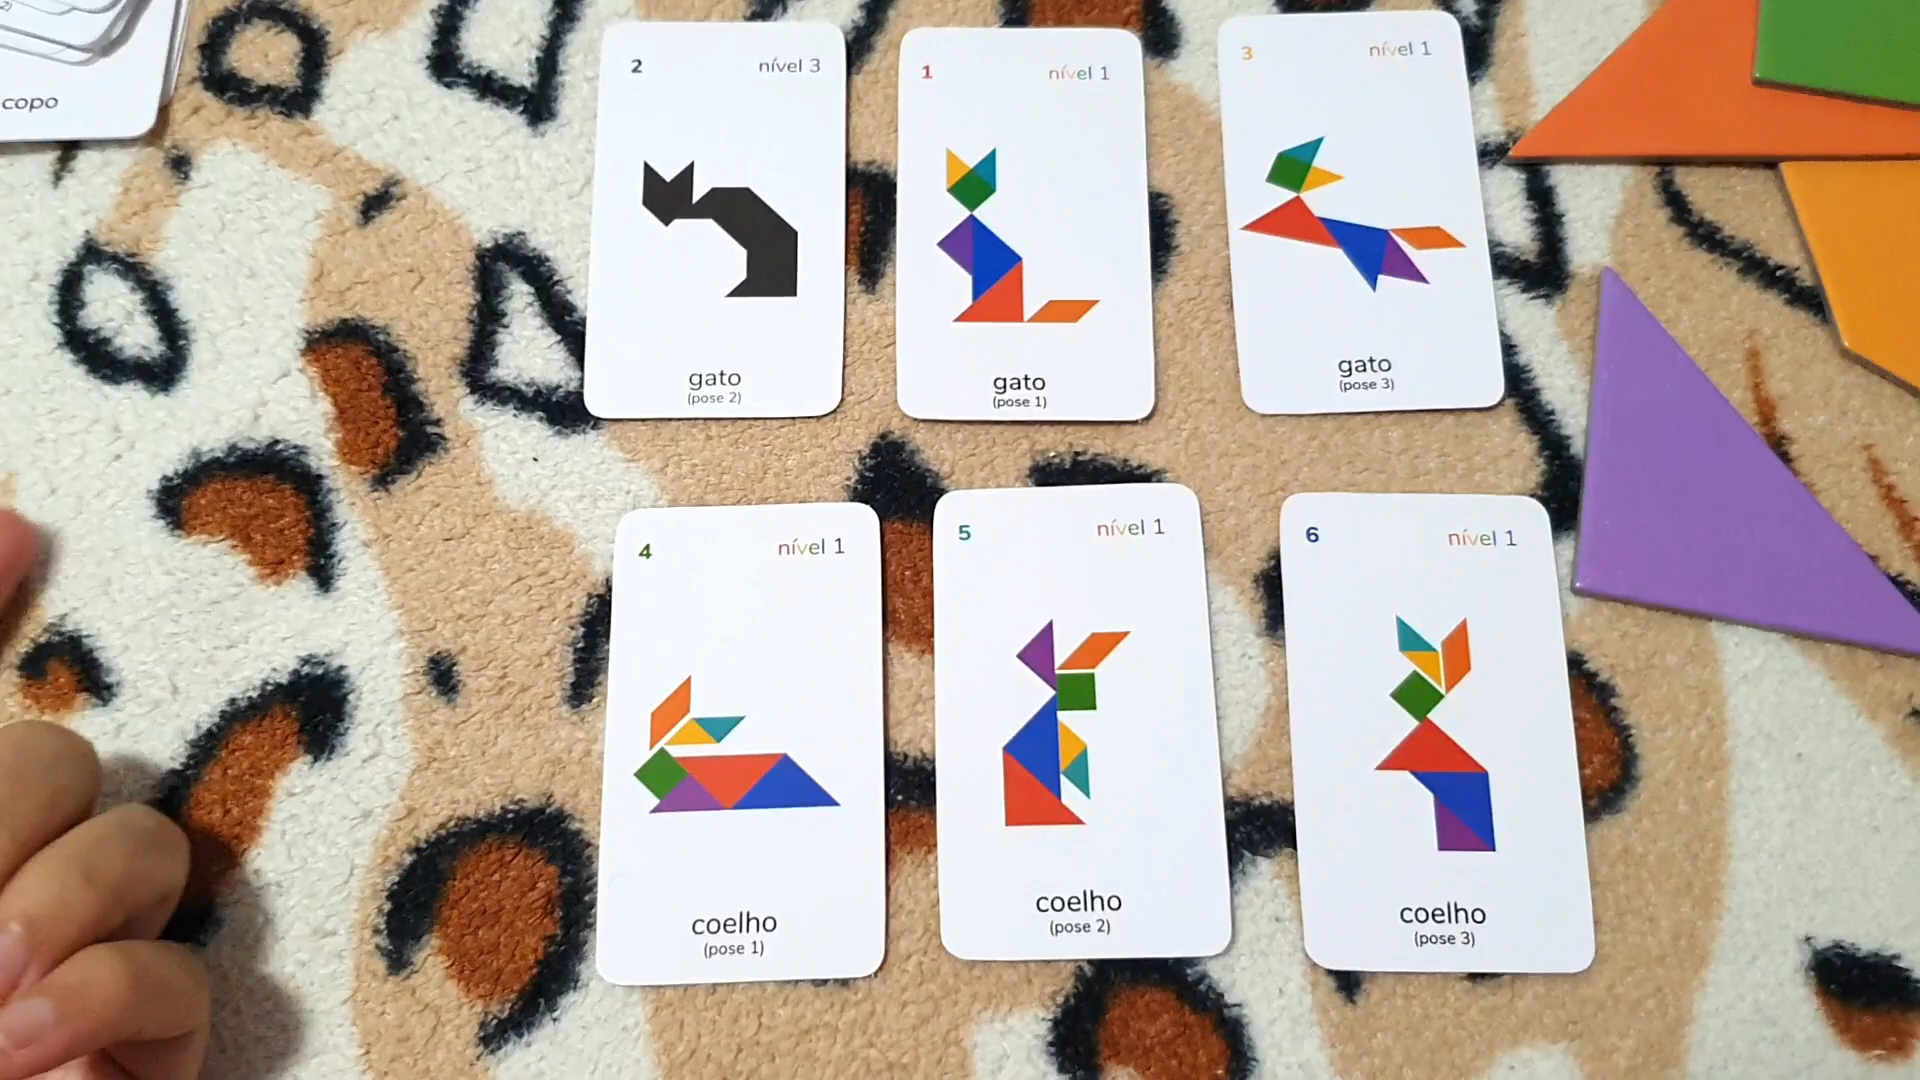 copo
2 nível 3
gato
(pose 2)
1 nível 1
gato
(pose 1)
3 nível 1
gato
(pose 3)
4 nível 1
coelho
(pose 1)
5 nível 1
coelho
(pose 2)
6 nível 1
coelho
(pose 3)